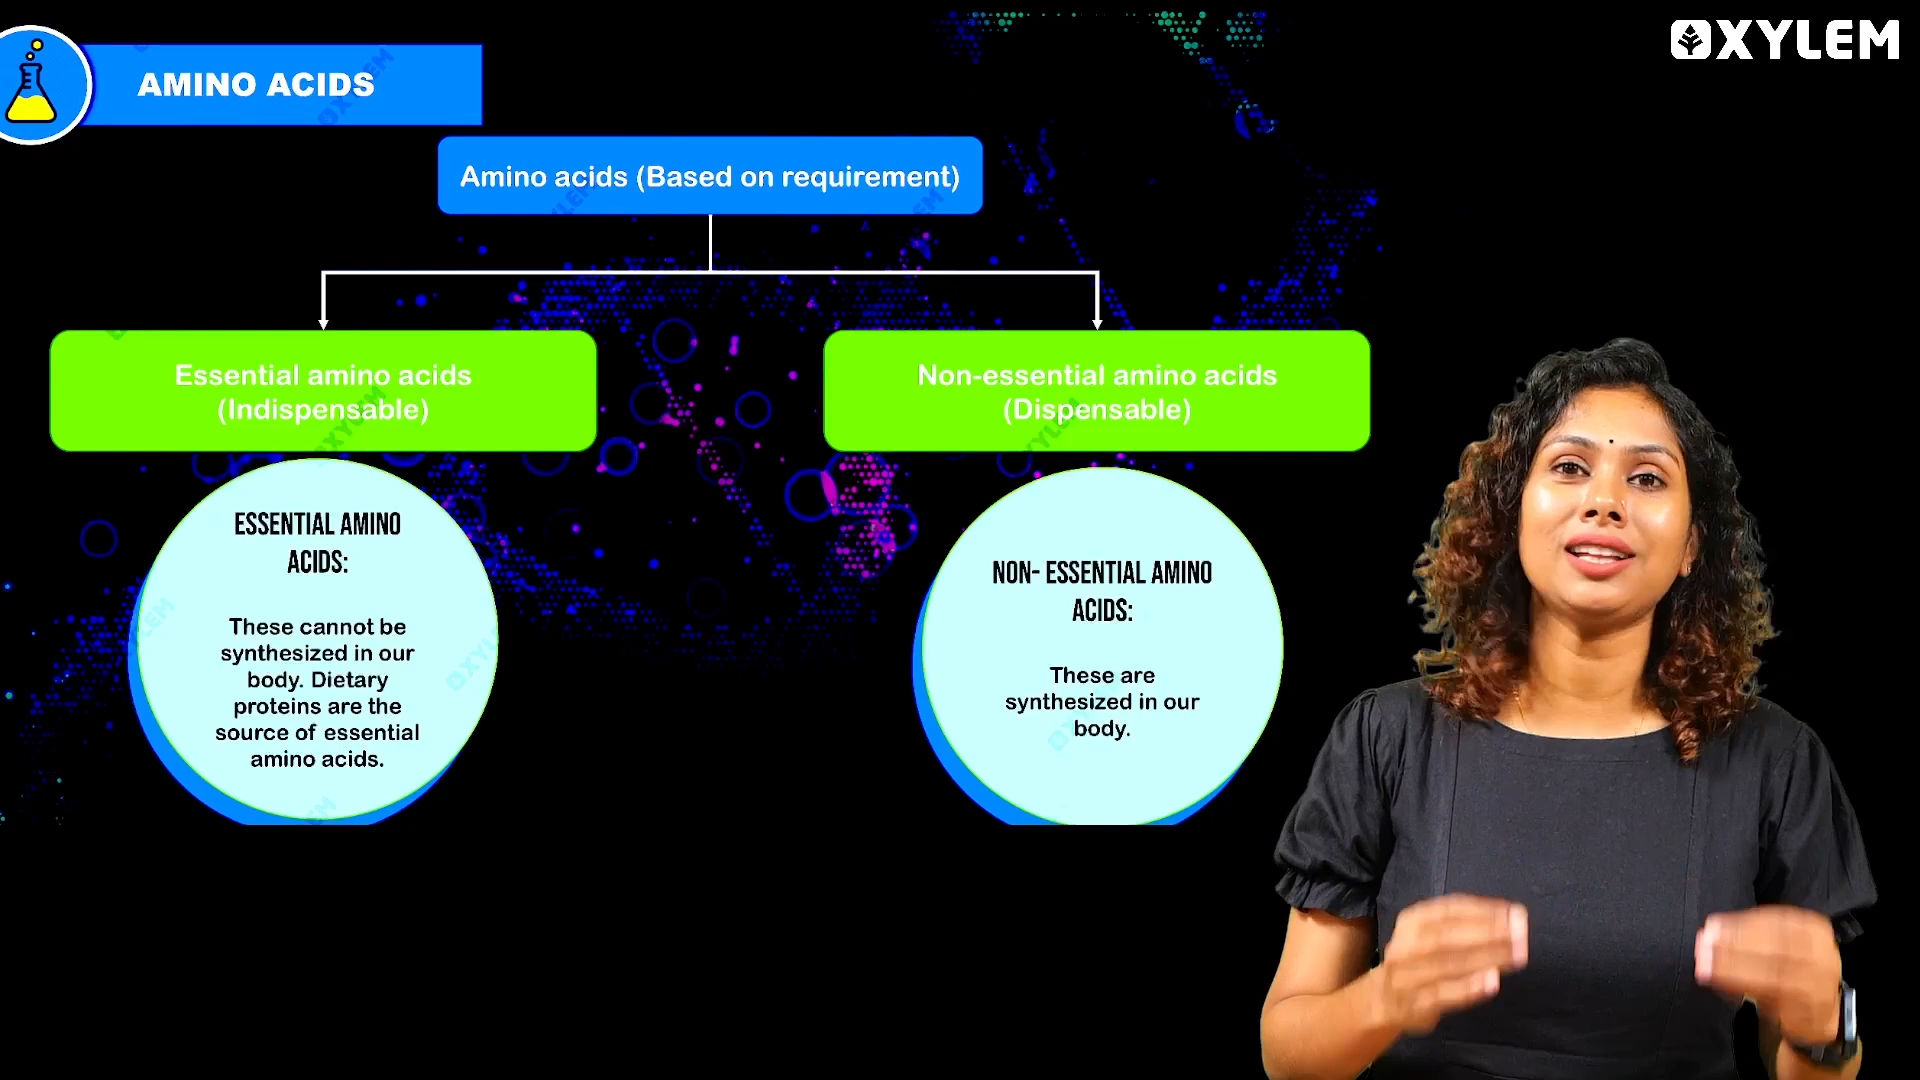 AMINO ACIDS
XYLEM
Amino acids (Based on requirement)
Essential amino acids
(Indispensable)
Non-essential amino acids
(Dispensable)
ESSENTIAL AMINO
ACIDS:
These cannot be
synthesized in our
body. Dietary
proteins are the
source of essential
amino acids.
NON- ESSENTIAL AMINO
ACIDS:
These are
synthesized in our
body.